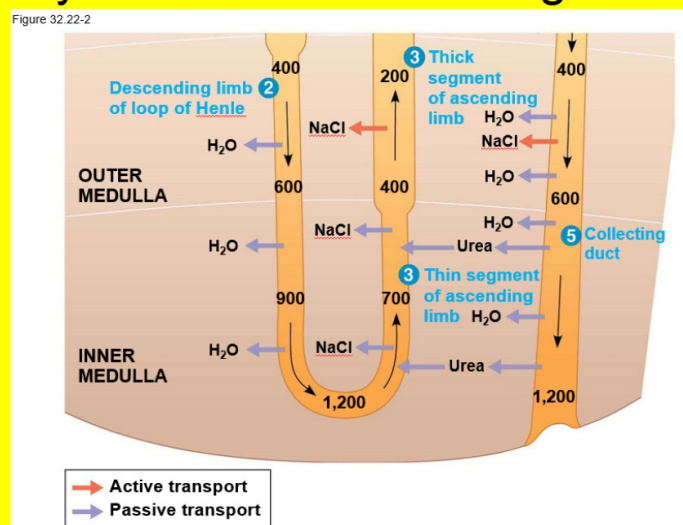 Figure 32.22-2
400
Descending limb
of loop of Henle
2
H₂O
600
OUTER
MEDULLA
H₂O
900
H₂O
INNER
MEDULLA
1,200
3 Thick
segment
of ascending
limb
200
NaCl
400
NaCl
3 Thin segment
of ascending
limb
700
NaCl
400
H₂O
NaCl
H₂O
600
H₂O
5 Collecting
duct
Urea
H₂O
Urea
1,200
Active transport
Passive transport